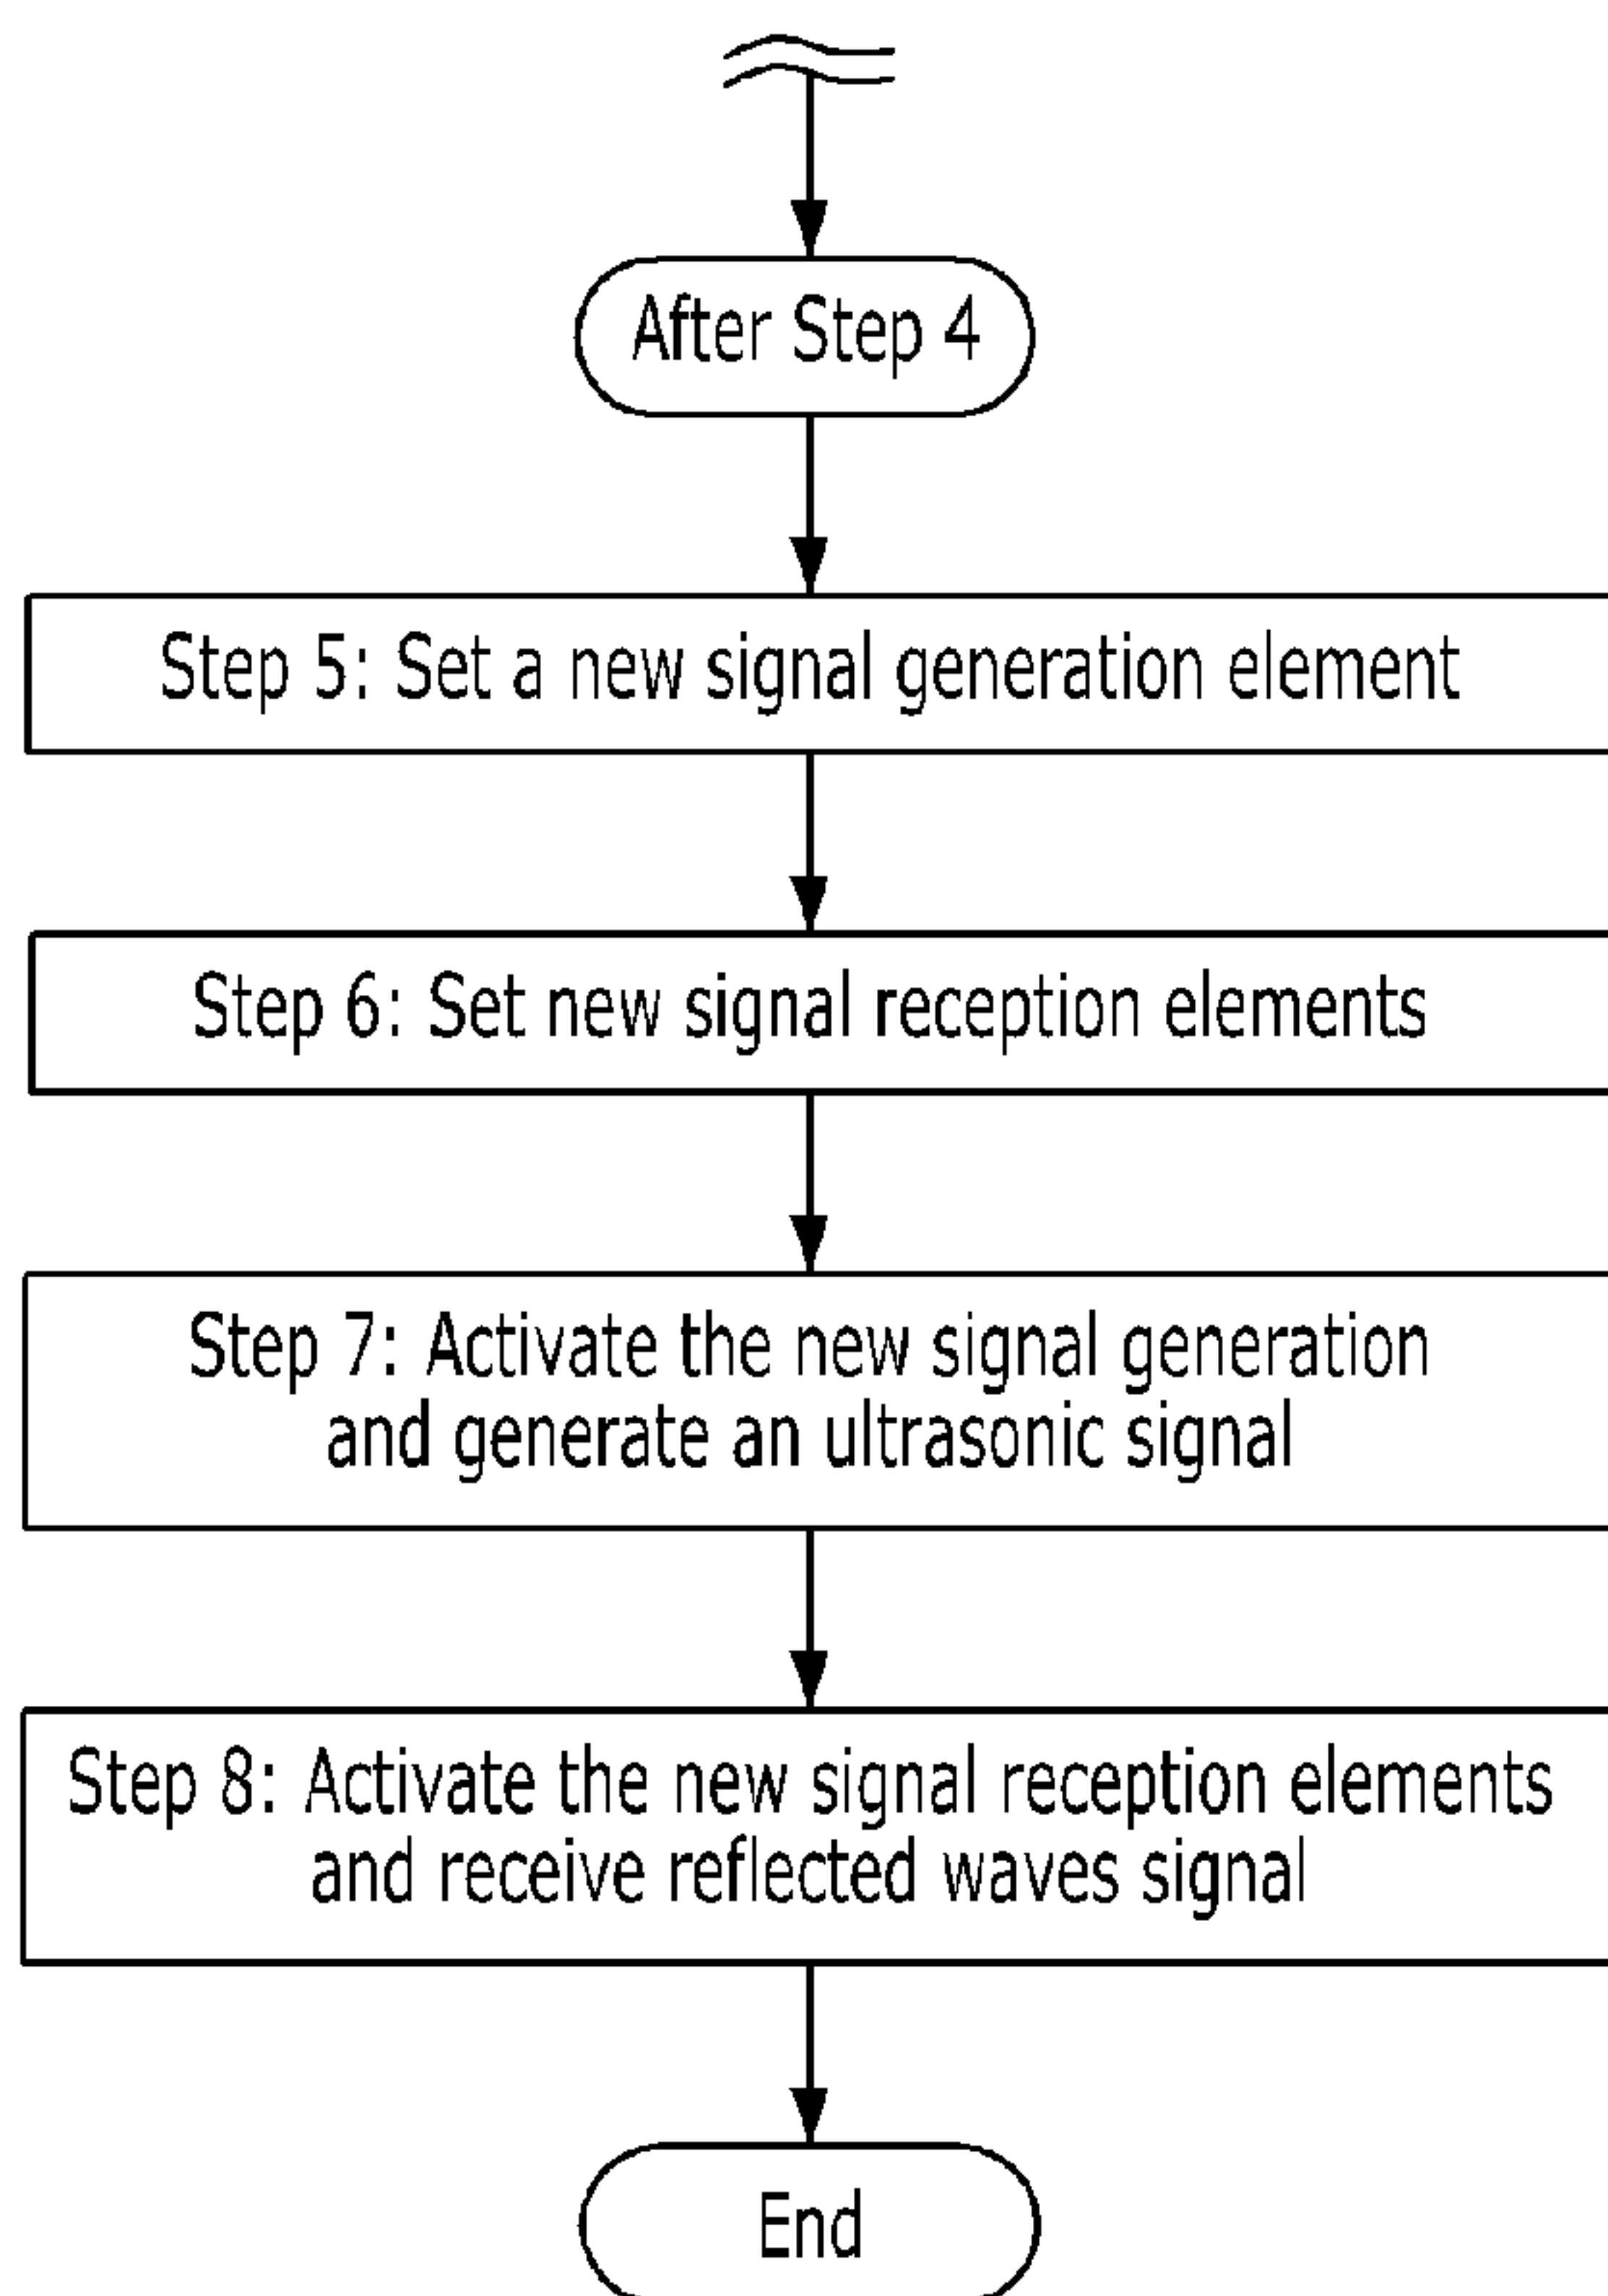 After Step 4
Step 5: Set a new signal generation element
Step 6: Set new signal reception elements
Step 7: Activate the new signal generation
and generate an ultrasonic signal
Step 8: Activate the new signal reception elements
and receive reflected waves signal
End